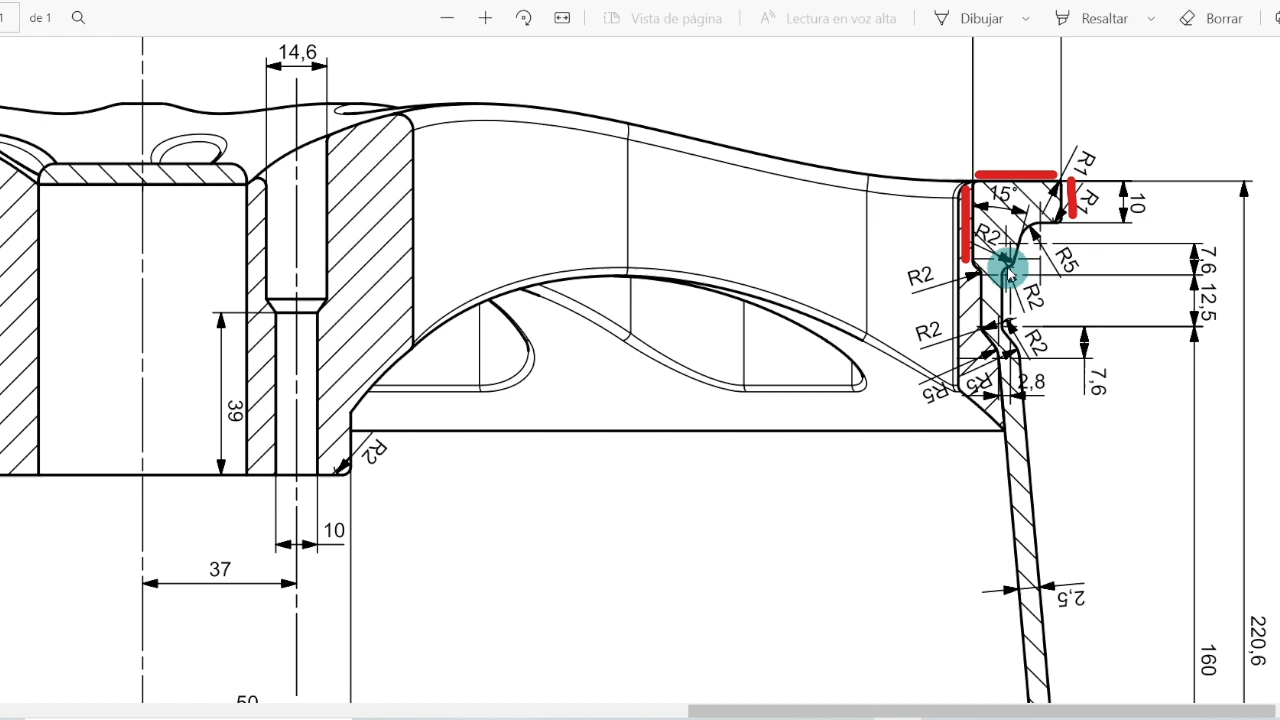 1 de 1 Vista de página Lectura en voz alta Dibujar Resaltar Borrar
14,6
R1
R1
10
15°
R2
R5
7,6
R2
R2
12,5
R2
R2
R5
R5
2,8
7,6
39
R2
10
37
2,5
220,6
160
50